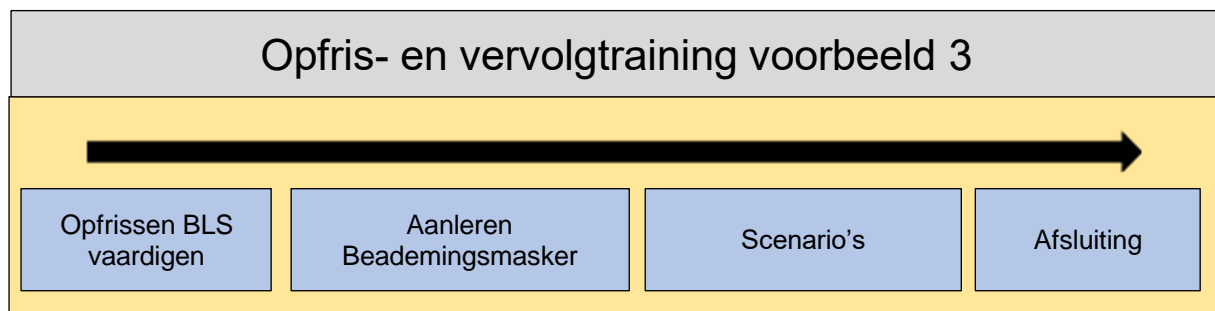 Opfris- en vervolgtraining voorbeeld 3
Opfrissen BLS
vaardigen
Aanleren
Beademingsmasker
Scenario's
Afsluiting